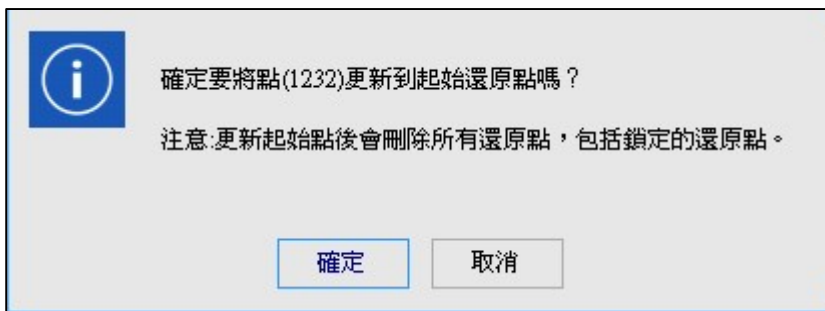 確定要將點(1232)更新到起始還原點嗎？
注意:更新起始點後會刪除所有還原點，包括鎖定的還原點。
確定
取消